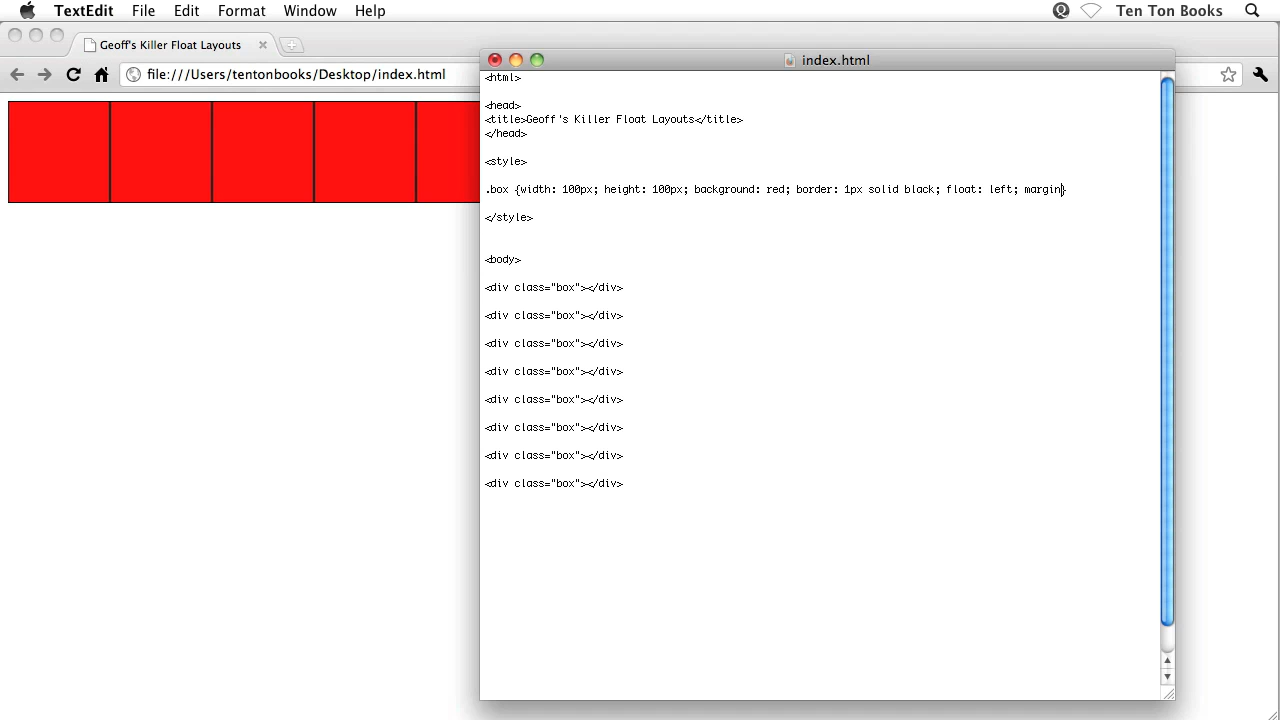 TextEdit File Edit Format Window Help Ten Ton Books
Geoff's Killer Float Layouts
file:///Users/tentonbooks/Desktop/index.html
index.html
<html>
<head>
<title>Geoff's Killer Float Layouts</title>
</head>
<style>
.box {width: 100px; height: 100px; background: red; border: 1px solid black; float: left; margin}
</style>
<body>
<div class="box"></div>
<div class="box"></div>
<div class="box"></div>
<div class="box"></div>
<div class="box"></div>
<div class="box"></div>
<div class="box"></div>
<div class="box"></div>